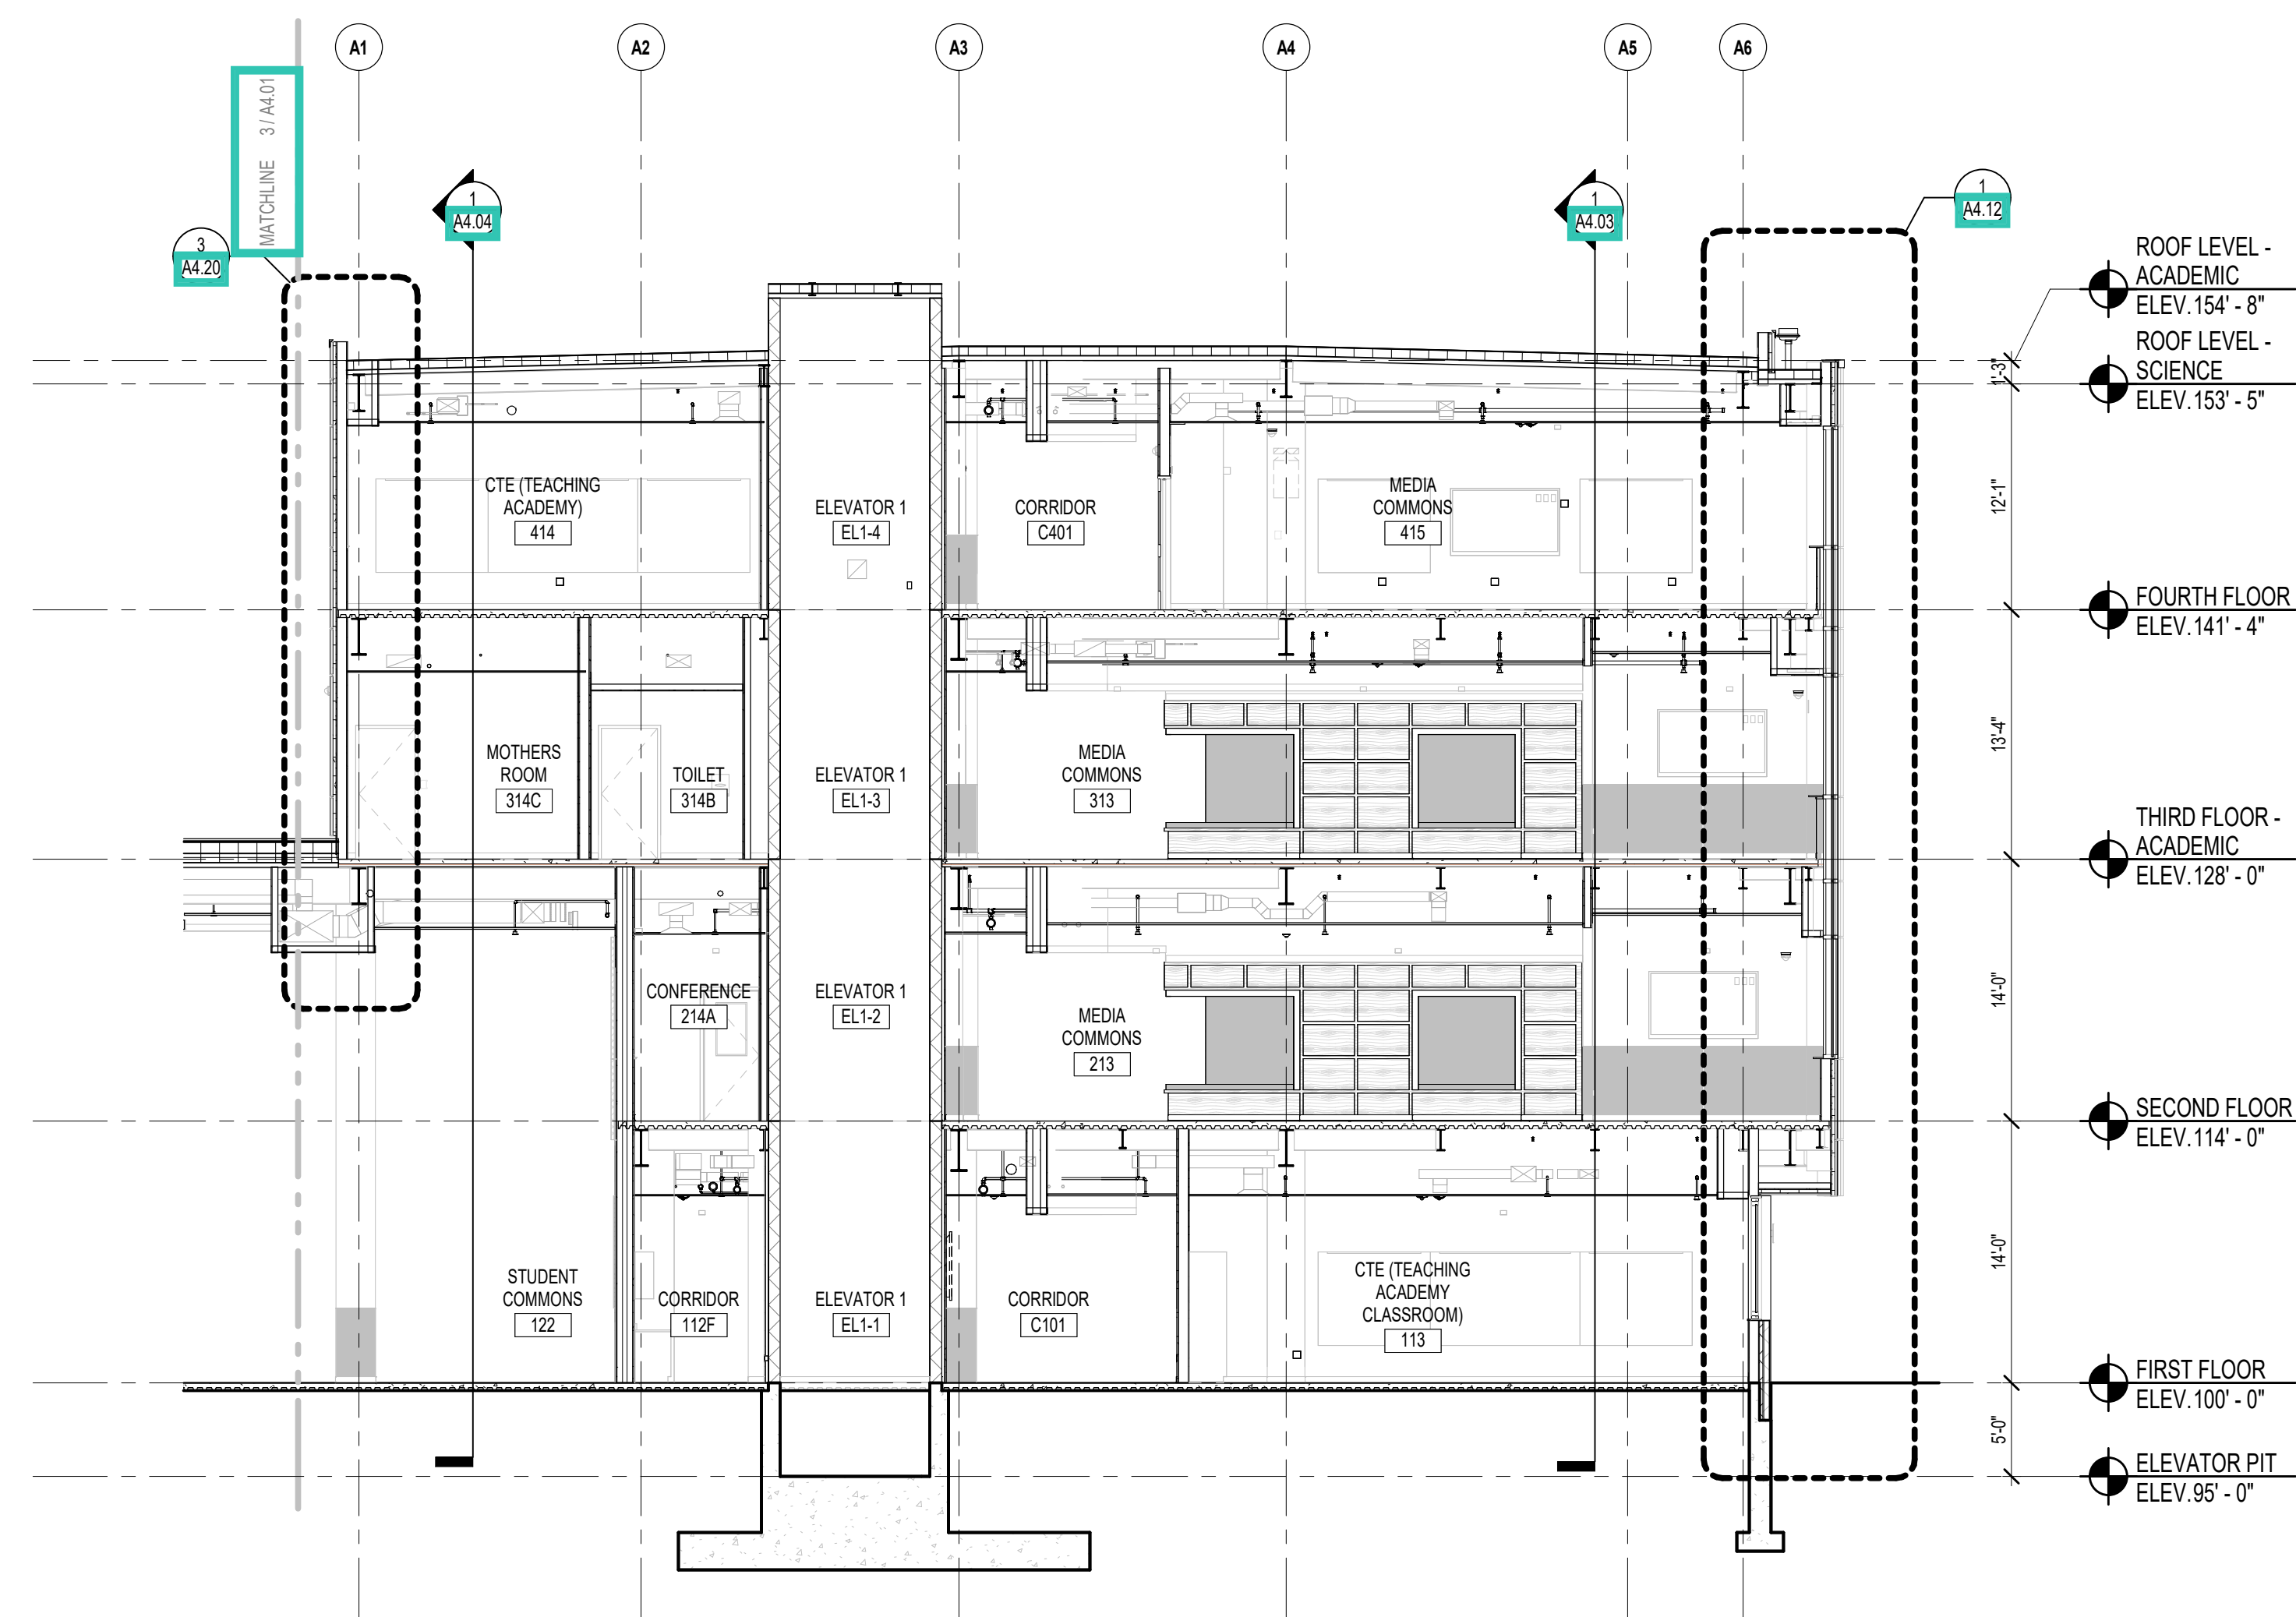 A1
A2
A3
A4
A5
A6
MATCHLINE 3 / A4.01
1
A4.04
1
A4.03
1
A4.12
3
A4.20
ROOF LEVEL -
ACADEMIC
ELEV.154' - 8"
ROOF LEVEL -
SCIENCE
ELEV.153' - 5"
1'-3"
CTE (TEACHING
ACADEMY)
414
ELEVATOR 1
EL1-4
CORRIDOR
C401
MEDIA
COMMONS
415
12'-1"
FOURTH FLOOR
ELEV.141' - 4"
MOTHERS
ROOM
314C
TOILET
314B
ELEVATOR 1
EL1-3
MEDIA
COMMONS
313
13'-4"
THIRD FLOOR -
ACADEMIC
ELEV.128' - 0"
CONFERENCE
214A
ELEVATOR 1
EL1-2
MEDIA
COMMONS
213
14'-0"
SECOND FLOOR
ELEV.114' - 0"
STUDENT
COMMONS
122
CORRIDOR
112F
ELEVATOR 1
EL1-1
CORRIDOR
C101
CTE (TEACHING
ACADEMY
CLASSROOM)
113
14'-0"
FIRST FLOOR
ELEV.100' - 0"
5'-0"
ELEVATOR PIT
ELEV.95' - 0"